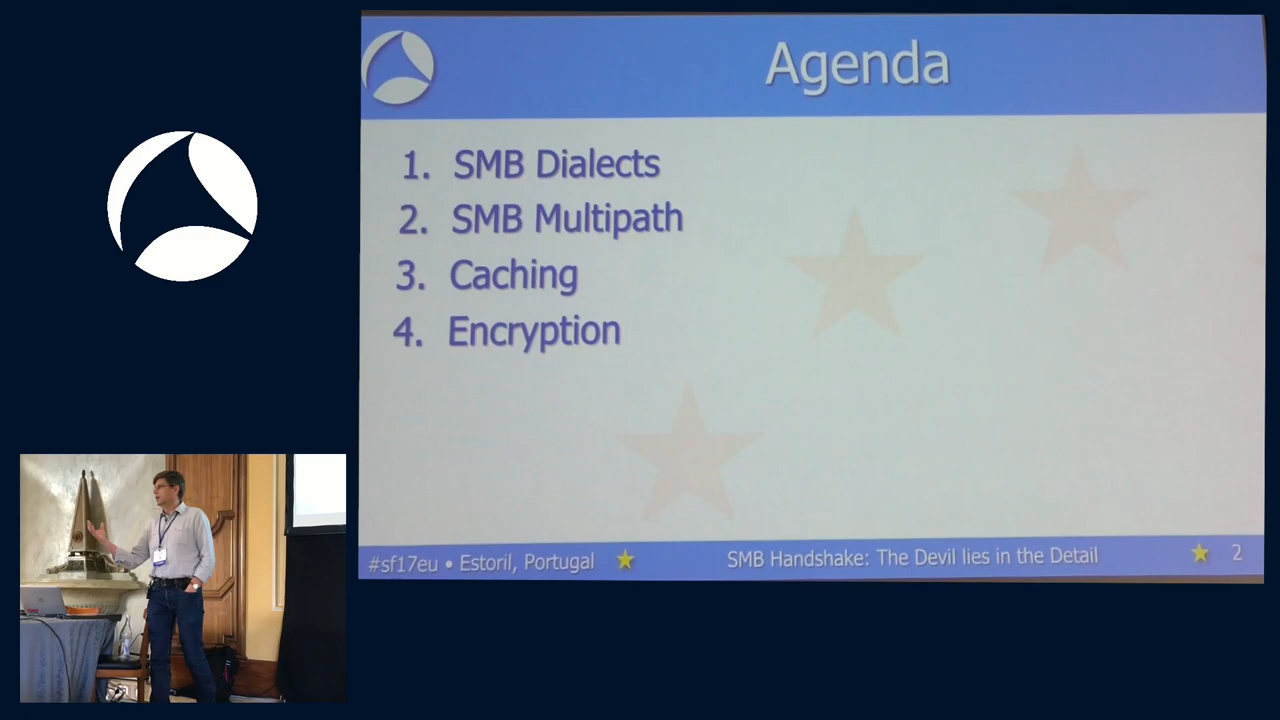 Agenda
1. SMB Dialects
2. SMB Multipath
3. Caching
4. Encryption
#sf17eu • Estoril, Portugal
SMB Handshake: The Devil lies in the Detail
2